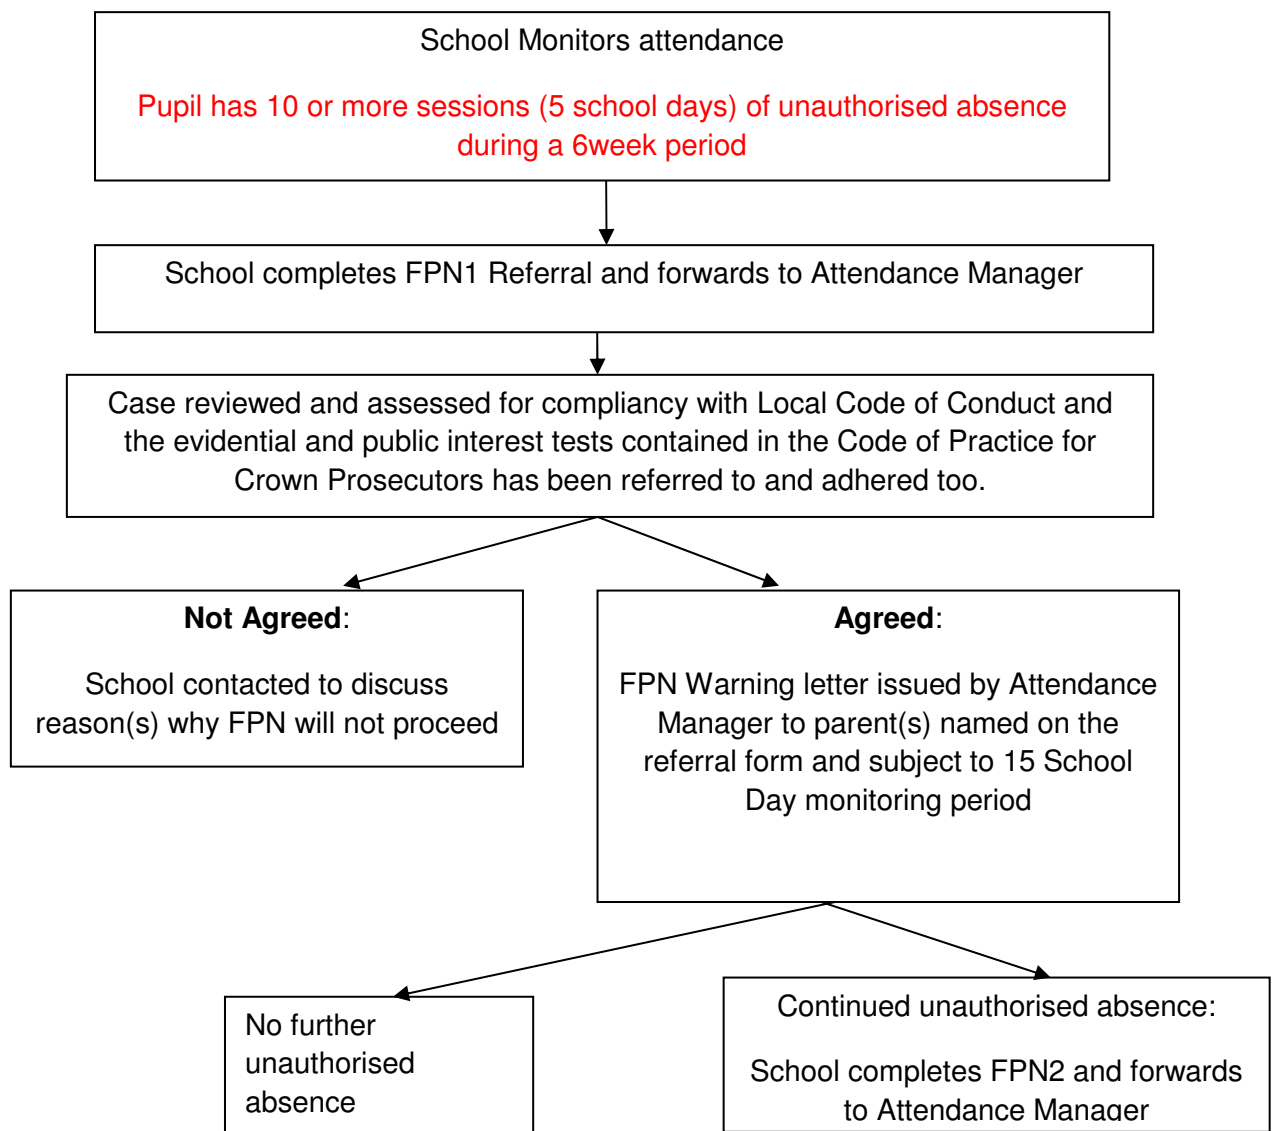 School Monitors attendance
Pupil has 10 or more sessions (5 school days) of unauthorised absence
during a 6week period
School completes FPN1 Referral and forwards to Attendance Manager
Case reviewed and assessed for compliancy with Local Code of Conduct and
the evidential and public interest tests contained in the Code of Practice for
Crown Prosecutors has been referred to and adhered too.
Not Agreed:
School contacted to discuss
reason(s) why FPN will not proceed
Agreed:
FPN Warning letter issued by Attendance
Manager to parent(s) named on the
referral form and subject to 15 School
Day monitoring period
No further
unauthorised
absence
Continued unauthorised absence:
School completes FPN2 and forwards
to Attendance Manager